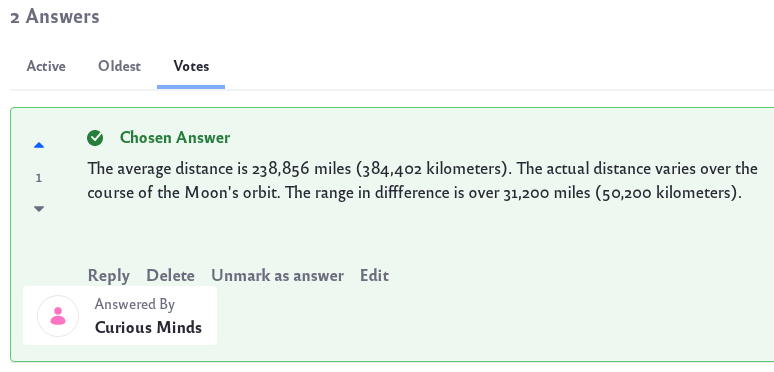 2 Answers
Active Oldest Votes
Chosen Answer
1
The average distance is 238,856 miles (384,402 kilometers). The actual distance varies over the
course of the Moon's orbit. The range in diffference is over 31,200 miles (50,200 kilometers).
Reply Delete Unmark as answer Edit
Answered By
Curious Minds